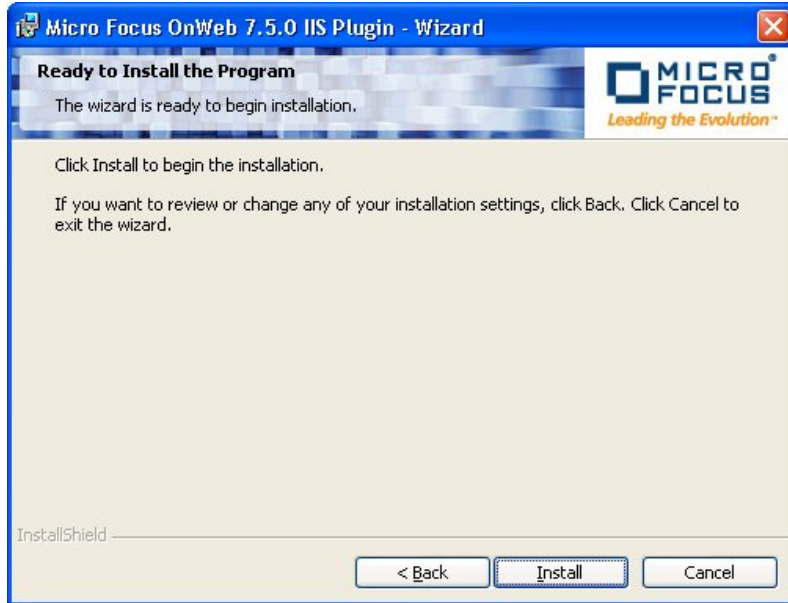 Micro Focus OnWeb 7.5.0 IIS Plugin - Wizard
Ready to Install the Program
The wizard is ready to begin installation.
MICRO®
FOCUS
Leading the Evolution™
Click Install to begin the installation.
If you want to review or change any of your installation settings, click Back. Click Cancel to
exit the wizard.
InstallShield
< Back
Install
Cancel